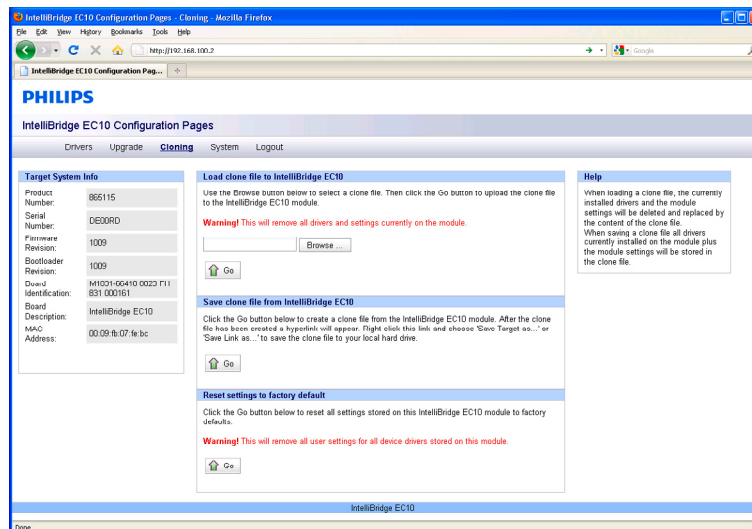 IntelliBridge EC10 Configuration Pages - Cloning - Mozilla Firefox
File Edit View History Bookmarks Tools Help
http://192.168.100.2
Google
IntelliBridge EC10 Configuration Pag...
PHILIPS
IntelliBridge EC10 Configuration Pages
Drivers Upgrade Cloning System Logout
Target System Info
Product Number: 865115
Serial Number: DE00RD
Firmware Revision: 1009
Bootloader Revision: 1009
Board Identification: 831 000161
Board Description: IntelliBridge EC10
MAC Address: 00:09:fb:07:fe:bc
Load clone file to IntelliBridge EC10
Use the Browse button below to select a clone file. Then click the Go button to upload the clone file
to the IntelliBridge EC10 module.
Warning! This will remove all drivers and settings currently on the module.
Browse ...
Go
Save clone file from IntelliBridge EC10
Click the Go button below to create a clone file from the IntelliBridge EC10 module. After the clone
file has been created a hyperlink will appear. Right click this link and choose 'Save Target as...' or
'Save Link as...' to save the clone file to your local hard drive.
Go
Reset settings to factory default
Click the Go button below to reset all settings stored on this IntelliBridge EC10 module to factory
defaults.
Warning! This will remove all user settings for all device drivers stored on this module.
Go
Help
When loading a clone file, the currently
installed drivers and the module
settings will be deleted and replaced by
the content of the clone file.
When saving a clone file all drivers
currently installed on the module plus
the module settings will be stored in
the clone file.
IntelliBridge EC10
Done